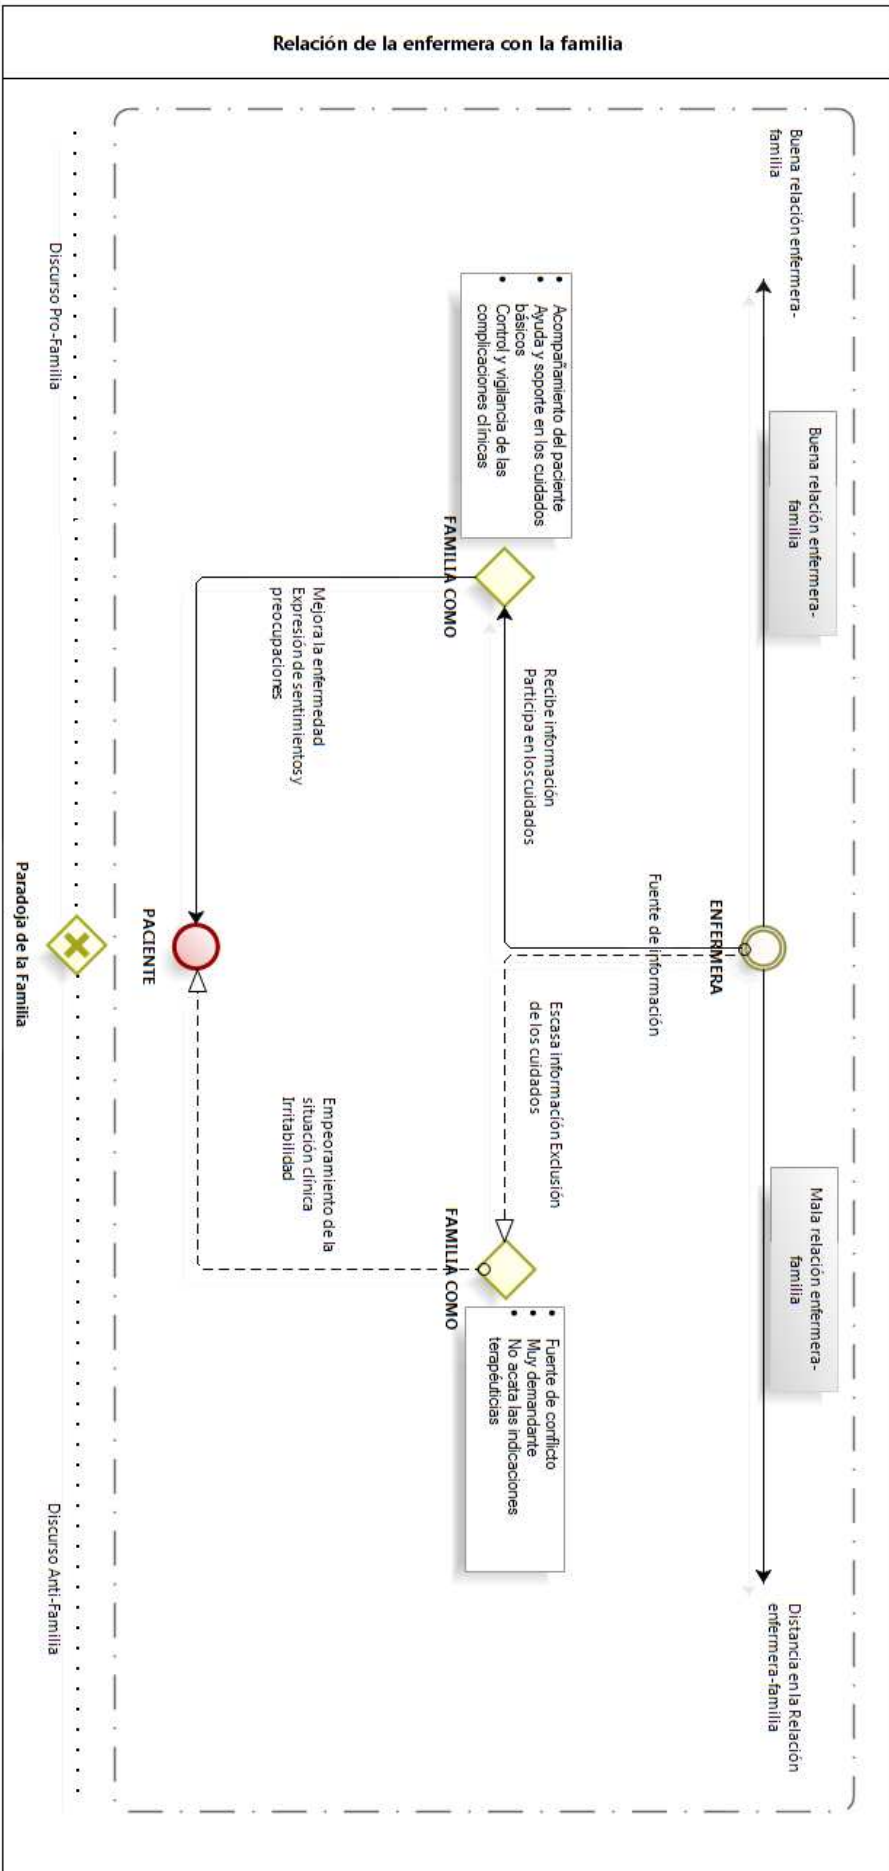 Relación de la enfermera con la familia
Buena relación enfermera-
familia
Buena relación enfermera-
familia
Mala relación enfermera-
familia
Distancia en la Relación
enfermera-familia
ENFERMERA
Fuente de información
Acompañamiento del paciente
Ayuda y soporte en los cuidados
básicos
Control y vigilancia de las
complicaciones clínicas
Recibe información
Participa en los cuidados
Escasa información Exclusión
de los cuidados
Fuente de conflicto
Muy demandante
No acata las indicaciones
terapéuticias
FAMILIA COMO
FAMILIA COMO
Mejora la enfermedad
Expresión de sentimientos y
preocupaciones
Empeoramiento de la
situación clínica
Irritabilidad
PACIENTE
Discurso Pro-Familia
Discurso Anti-Familia
Paradoja de la Familia